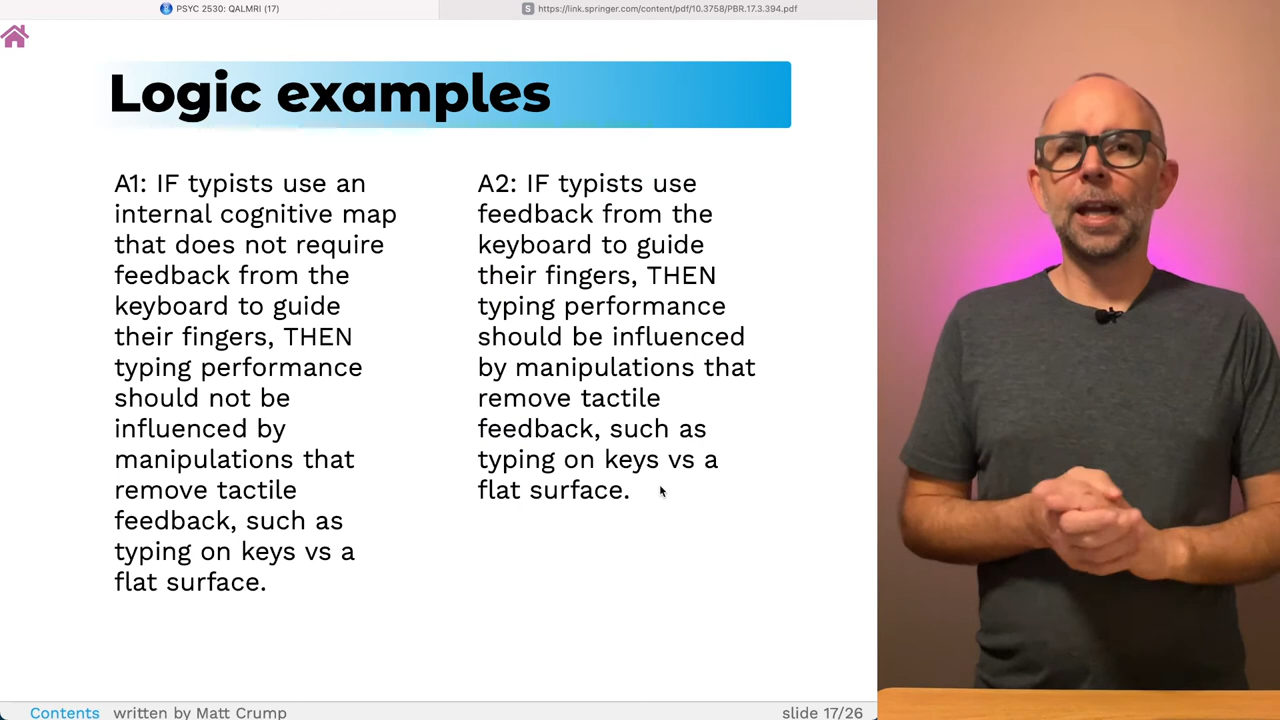 PSYC 2530: QALMRI (17)
S https://link.springer.com/content/pdf/10.3758/PBR.17.3.394.pdf
Logic examples
A1: IF typists use an
internal cognitive map
that does not require
feedback from the
keyboard to guide
their fingers, THEN
typing performance
should not be
influenced by
manipulations that
remove tactile
feedback, such as
typing on keys vs a
flat surface.
A2: IF typists use
feedback from the
keyboard to guide
their fingers, THEN
typing performance
should be influenced
by manipulations that
remove tactile
feedback, such as
typing on keys vs a
flat surface.
Contents written by Matt Crump
slide 17/26